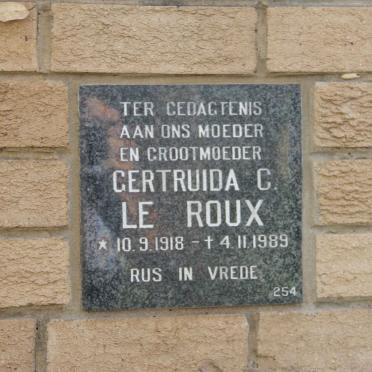 TER GEDAGTENIS
AAN ONS MOEDER
EN GROOTMOEDER
GERTRUIDA C.
LE ROUX
* 10.9.1918 - † 4.11.1989
RUS IN VREDE
254